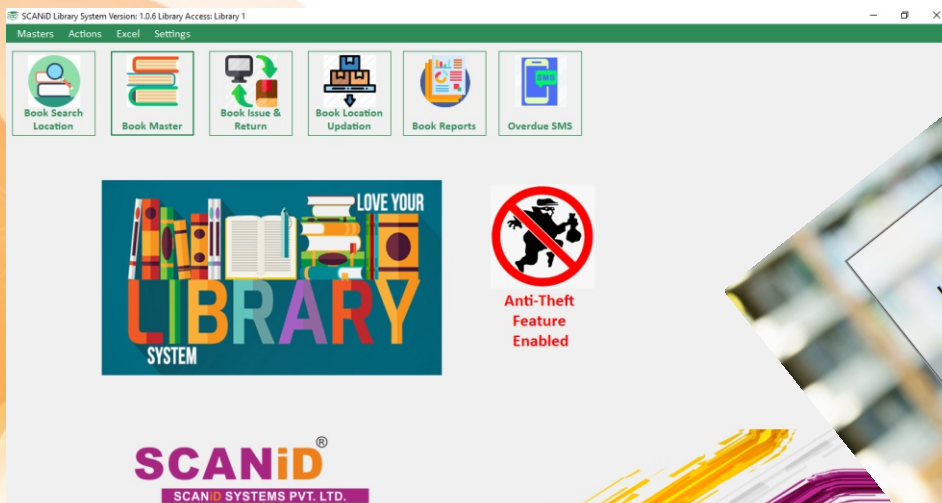 SCANiD Library System Version: 1.0.6 Library Access: Library 1
Masters Actions Excel Settings
Book Search
Location
Book Master
Book Issue &
Return
Book Location
Updation
Book Reports
SMS
Overdue SMS
LOVE YOUR
LIBRARY
SYSTEM
Anti-Theft
Feature
Enabled
SCANiD®
SCANiD SYSTEMS PVT. LTD.